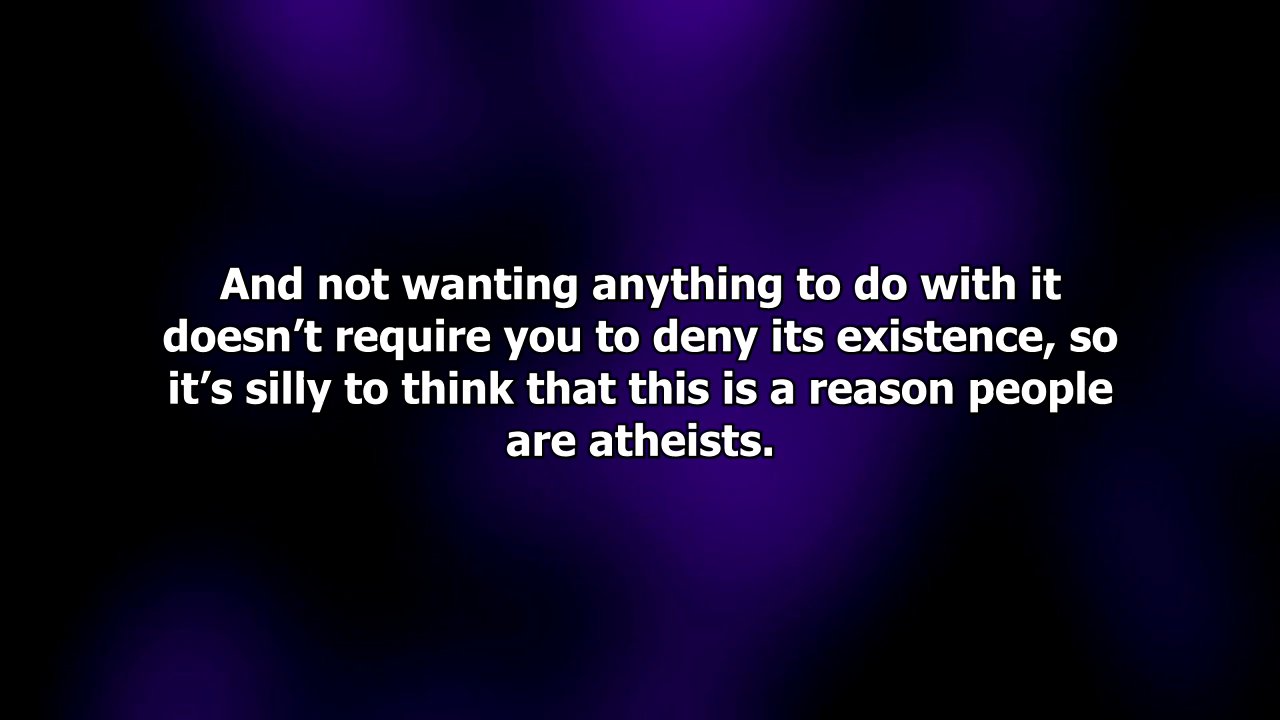 And not wanting anything to do with it
doesn’t require you to deny its existence, so
it’s silly to think that this is a reason people
are atheists.